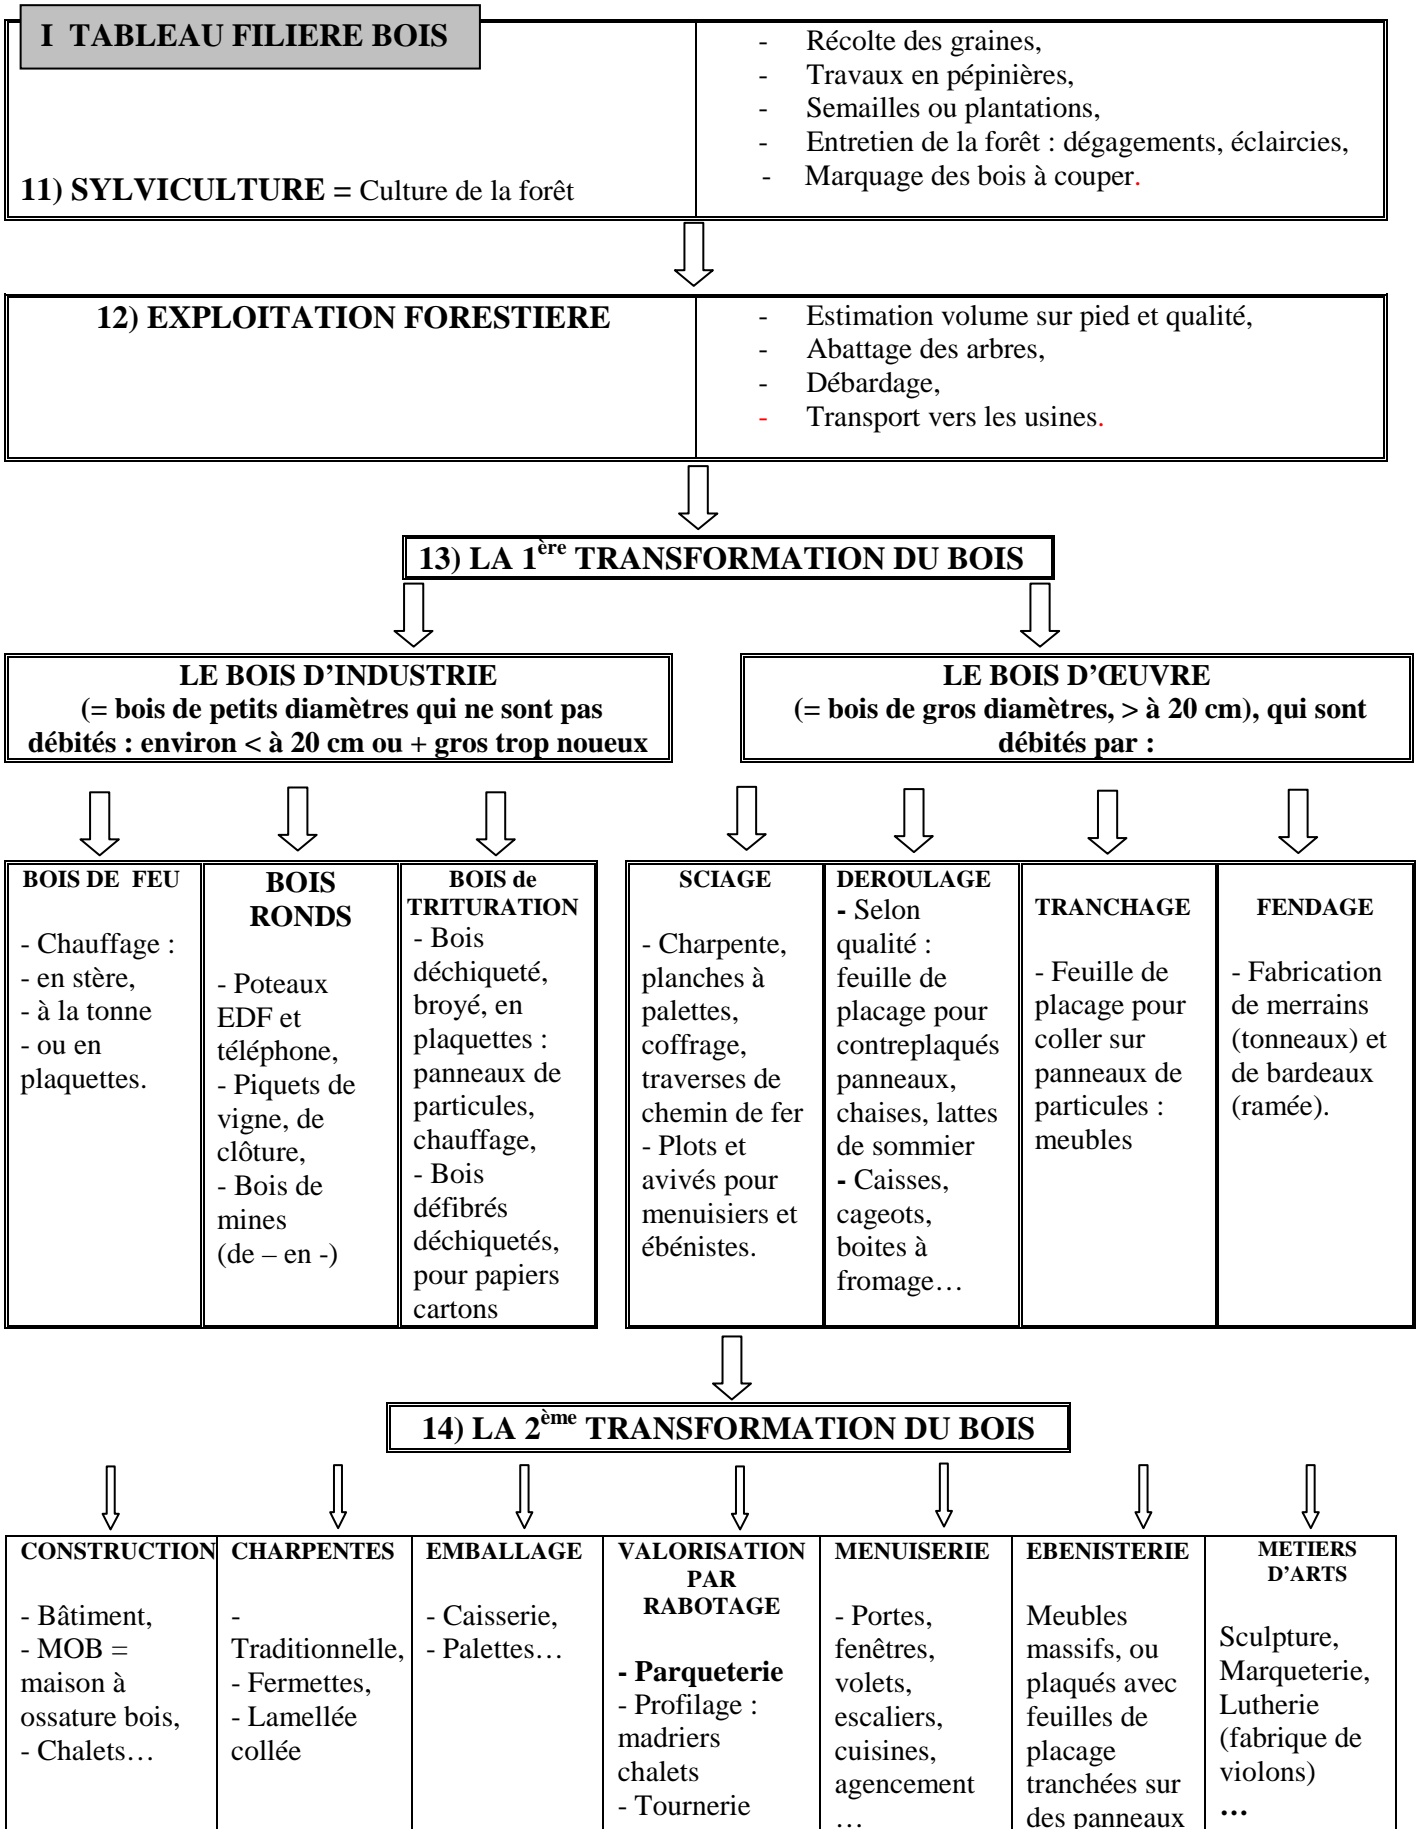 I TABLEAU FILIERE BOIS
11) SYLVICULTURE = Culture de la forêt
- Récolte des graines,
- Travaux en pépinières,
- Semailles ou plantations,
- Entretien de la forêt : dégagements, éclaircies,
- Marquage des bois à couper.
12) EXPLOITATION FORESTIERE
- Estimation volume sur pied et qualité,
- Abattage des arbres,
- Débardage,
- Transport vers les usines.
13) LA 1ère TRANSFORMATION DU BOIS
LE BOIS D’INDUSTRIE
(= bois de petits diamètres qui ne sont pas
débités : environ < à 20 cm ou + gros trop noueux
LE BOIS D’ŒUVRE
(= bois de gros diamètres, > à 20 cm), qui sont
débités par :
BOIS DE FEU
- Chauffage :
- en stère,
- à la tonne
- ou en
plaquettes.
BOIS
RONDS
- Poteaux
EDF et
téléphone,
- Piquets de
vigne, de
clôture,
- Bois de
mines
(de – en -)
BOIS de
TRITURATION
- Bois
déchiqueté,
broyé, en
plaquettes :
panneaux de
particules,
chauffage,
- Bois
défibrés
déchiquetés,
pour papiers
cartons
SCIAGE
- Charpente,
planches à
palettes,
coffrage,
traverses de
chemin de fer
- Plots et
avivés pour
menuisiers et
ébénistes.
DEROULAGE
- Selon
qualité :
feuille de
placage pour
contreplaqués
panneaux,
chaises, lattes
de sommier
- Caisses,
cageots,
boites à
fromage…
TRANCHAGE
- Feuille de
placage pour
coller sur
panneaux de
particules :
meubles
FENDAGE
- Fabrication
de merrains
(tonneaux) et
de bardeaux
(ramée).
14) LA 2ème TRANSFORMATION DU BOIS
CONSTRUCTION
- Bâtiment,
- MOB =
maison à
ossature bois,
- Chalets…
CHARPENTES
-
Traditionnelle,
- Fermettes,
- Lamellée
collée
EMBALLAGE
- Caisserie,
- Palettes…
VALORISATION
PAR
RABOTAGE
- Parqueterie
- Profilage :
madriers
chalets
- Tournerie
MENUISERIE
- Portes,
fenêtres,
volets,
escaliers,
cuisines,
agencement
…
EBENISTERIE
Meubles
massifs, ou
plaqués avec
feuilles de
placage
tranchées sur
des panneaux
METIERS
D’ARTS
Sculpture,
Marqueterie,
Lutherie
(fabrique de
violons)
…